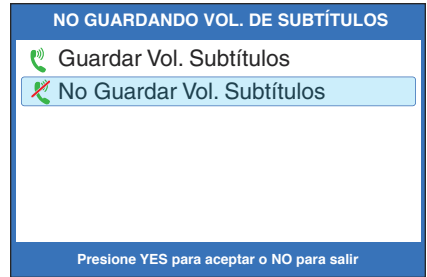 NO GUARDANDO VOL. DE SUBTÍTULOS
Guardar Vol. Subtítulos
No Guardar Vol. Subtítulos
Presione YES para aceptar o NO para salir